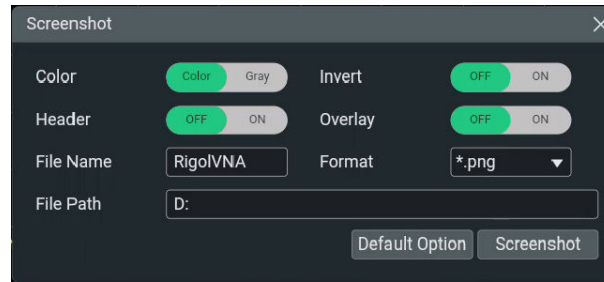 Screenshot
Color Color Gray Invert OFF ON
Header OFF ON Overlay OFF ON
File Name RigolVNA Format *.png
File Path D:
Default Option Screenshot